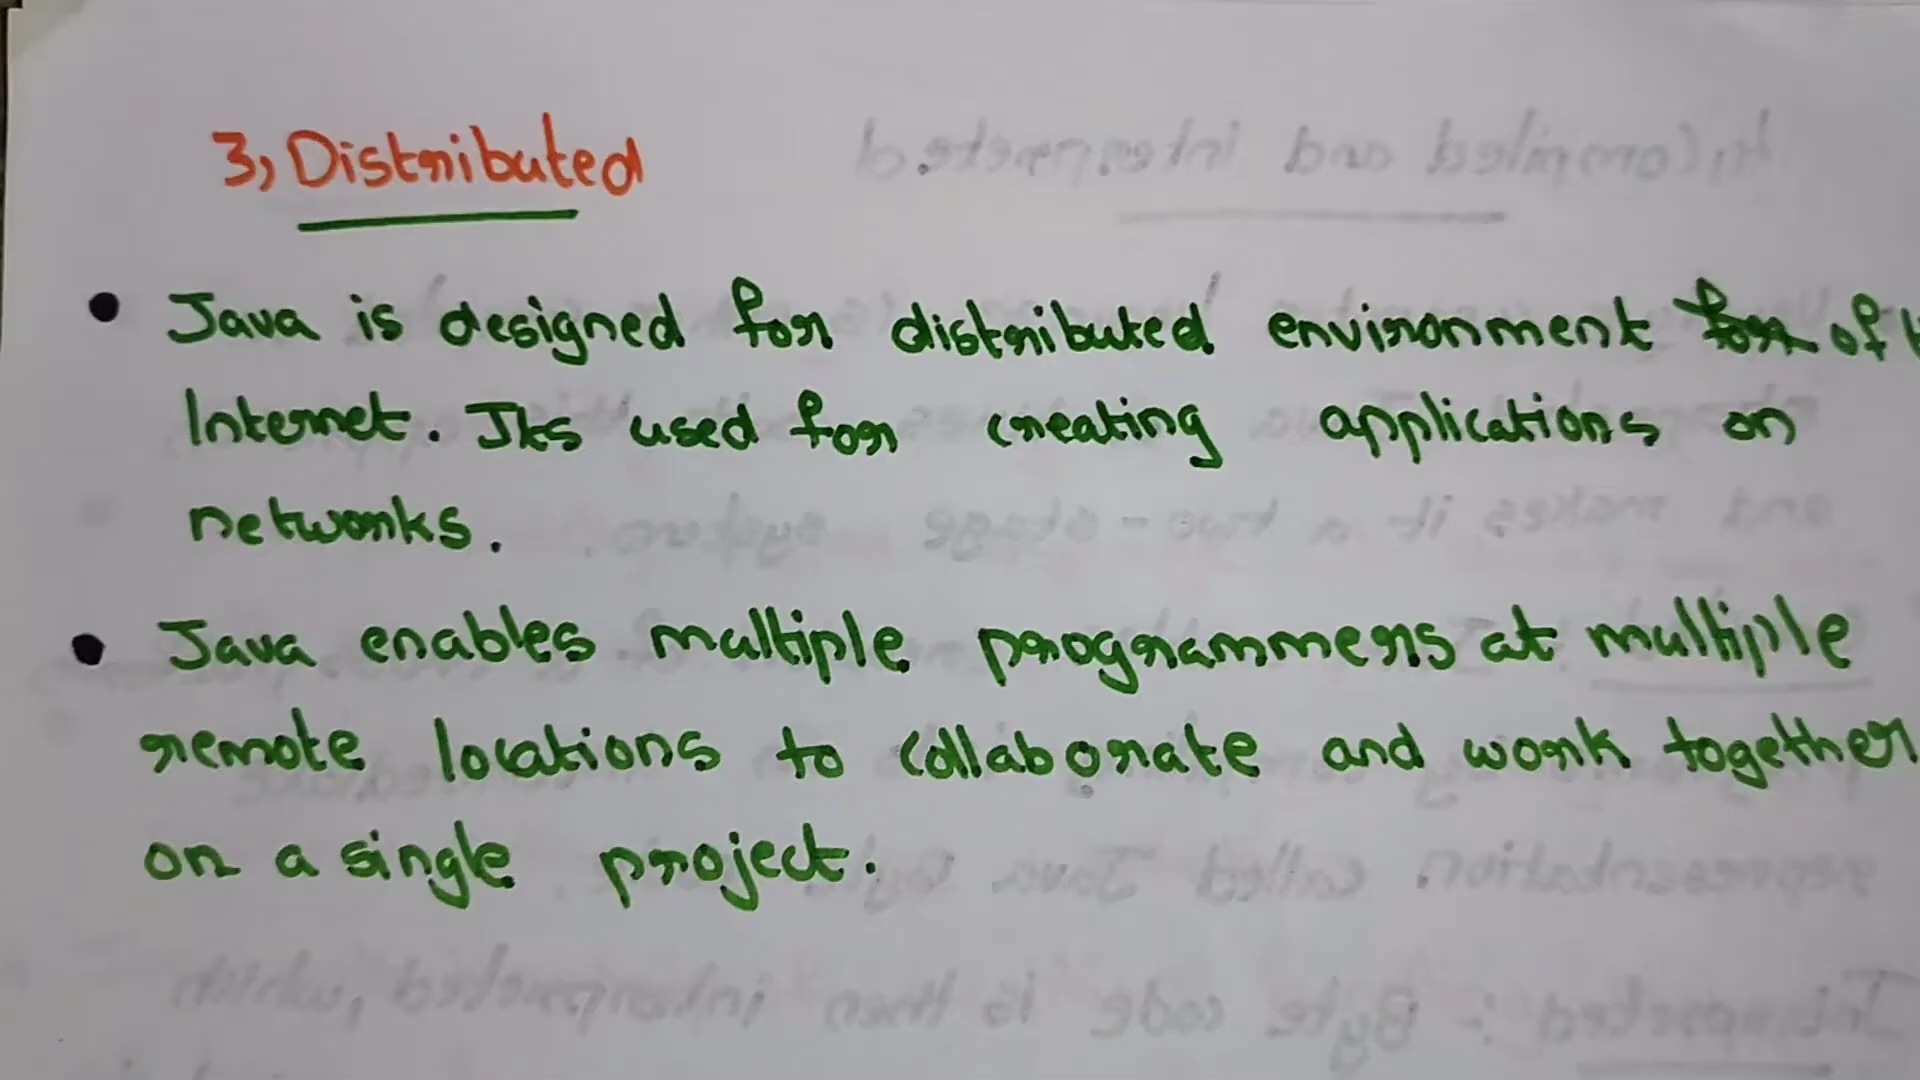 3, Distributed
Java is designed for distributed environment of
Internet. Its used for creating applications on
networks.
Java enables multiple programmers at multiple
remote locations to collaborate and work together
on a single project.